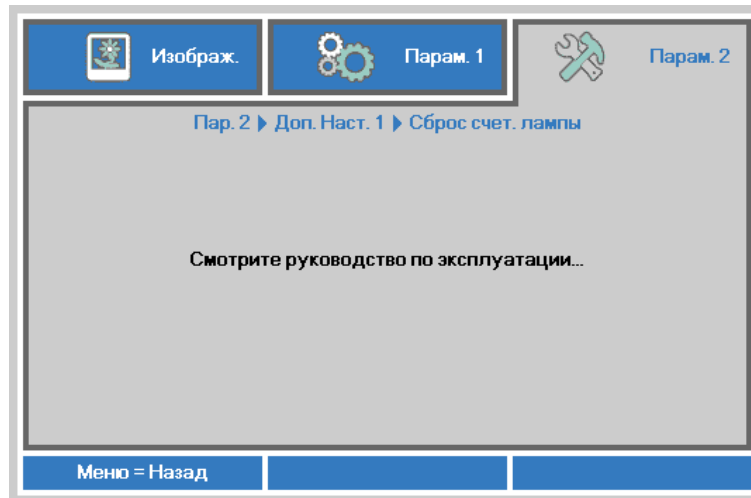 Изображ.
Парам. 1
Парам. 2
Пар. 2 ▶ Доп. Наст. 1 ▶ Сброс счет. лампы
Смотрите руководство по эксплуатации...
Меню = Назад